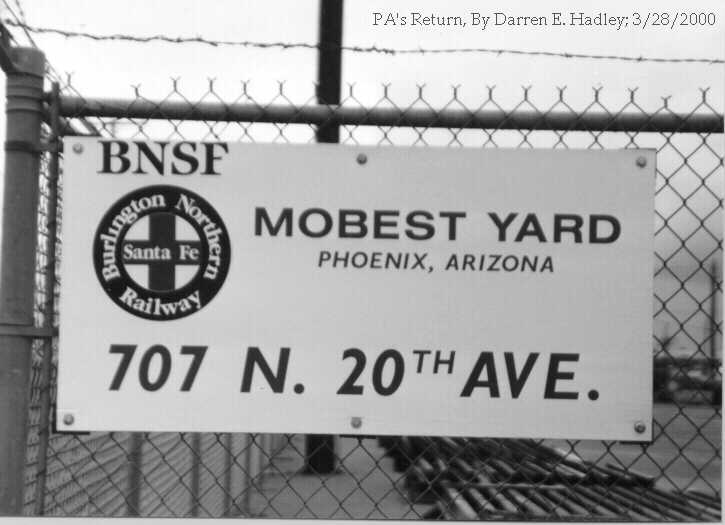 PA's Return, By Darren E. Hadley; 3/28/2000
BNSF
Burlington Northern
Santa Fe
Railway
MOBEST YARD
PHOENIX, ARIZONA
707 N. 20TH AVE.